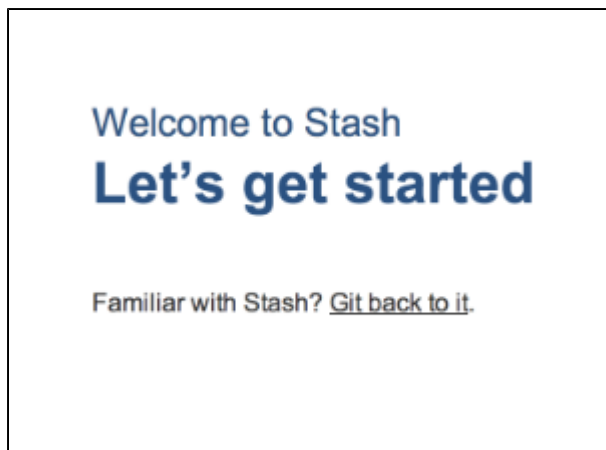 Welcome to Stash
Let’s get started
Familiar with Stash? Git back to it.